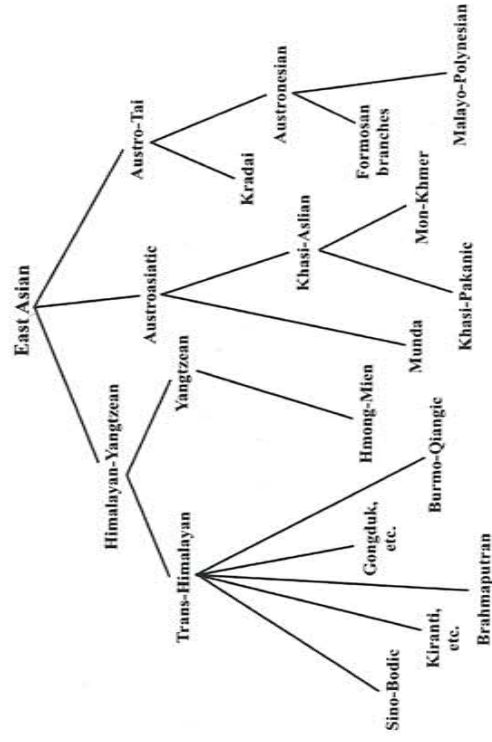 East Asian
Himalayan-Yangtzean
Austroasiatic
Austro-Tai
Trans-Himalayan
Yangtzean
Kradai
Austronesian
Khasi-Aslian
Formosan
branches
Malayo-Polynesian
Hmong-Mien
Munda
Mon-Khmer
Khasi-Pakanic
Sino-Bodic
Kiranti,
etc.
Brahmaputran
Gongduk,
etc.
Burmo-Qiangic